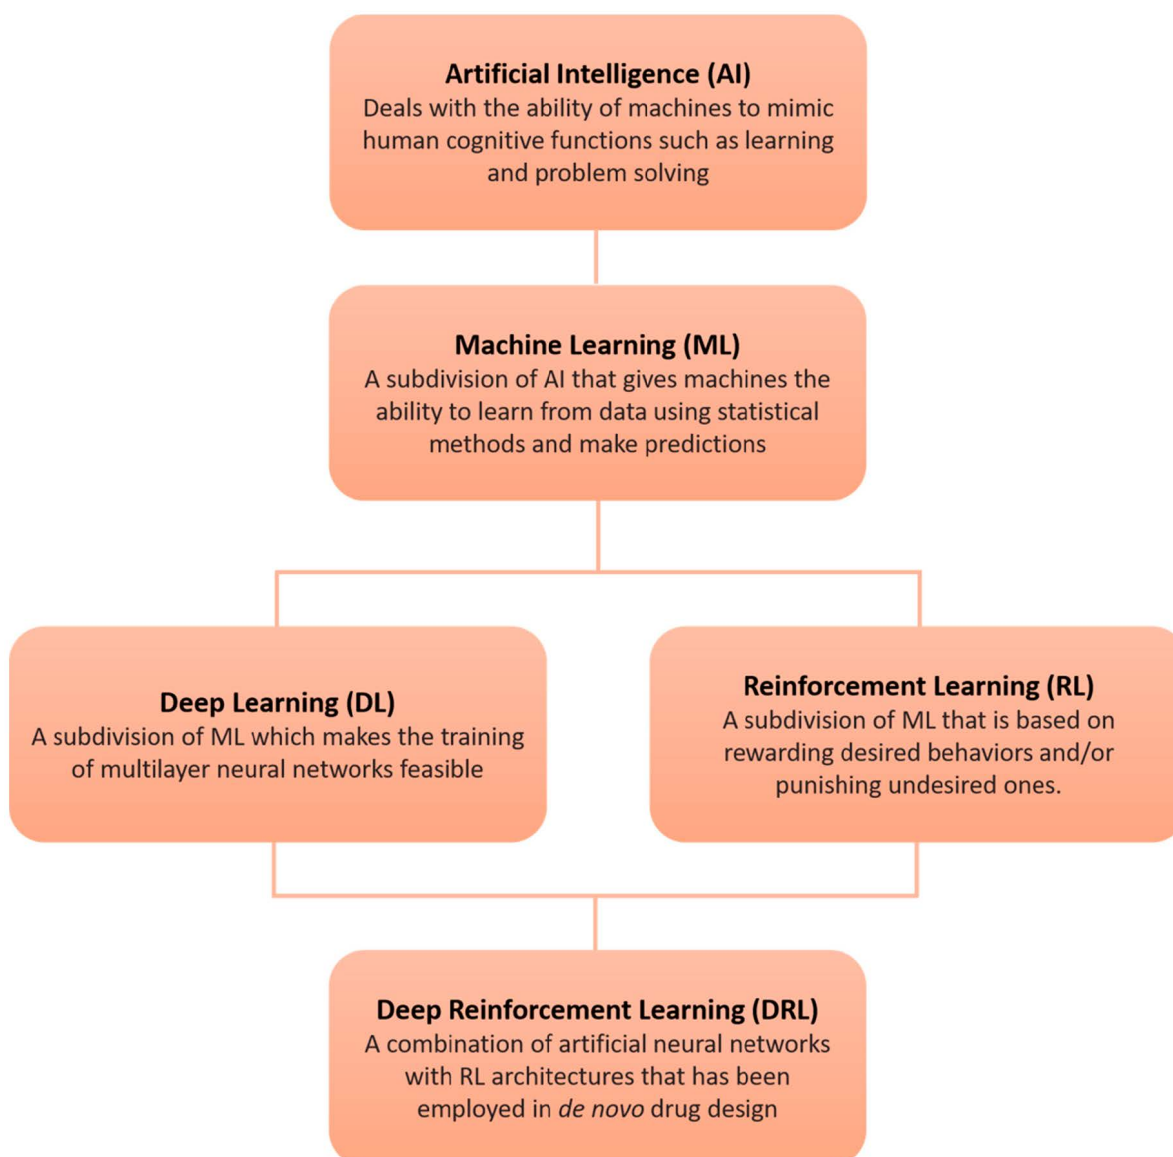 Artificial Intelligence (AI)
Deals with the ability of machines to mimic
human cognitive functions such as learning
and problem solving
Machine Learning (ML)
A subdivision of AI that gives machines the
ability to learn from data using statistical
methods and make predictions
Deep Learning (DL)
A subdivision of ML which makes the training
of multilayer neural networks feasible
Reinforcement Learning (RL)
A subdivision of ML that is based on
rewarding desired behaviors and/or
punishing undesired ones.
Deep Reinforcement Learning (DRL)
A combination of artificial neural networks
with RL architectures that has been
employed in de novo drug design